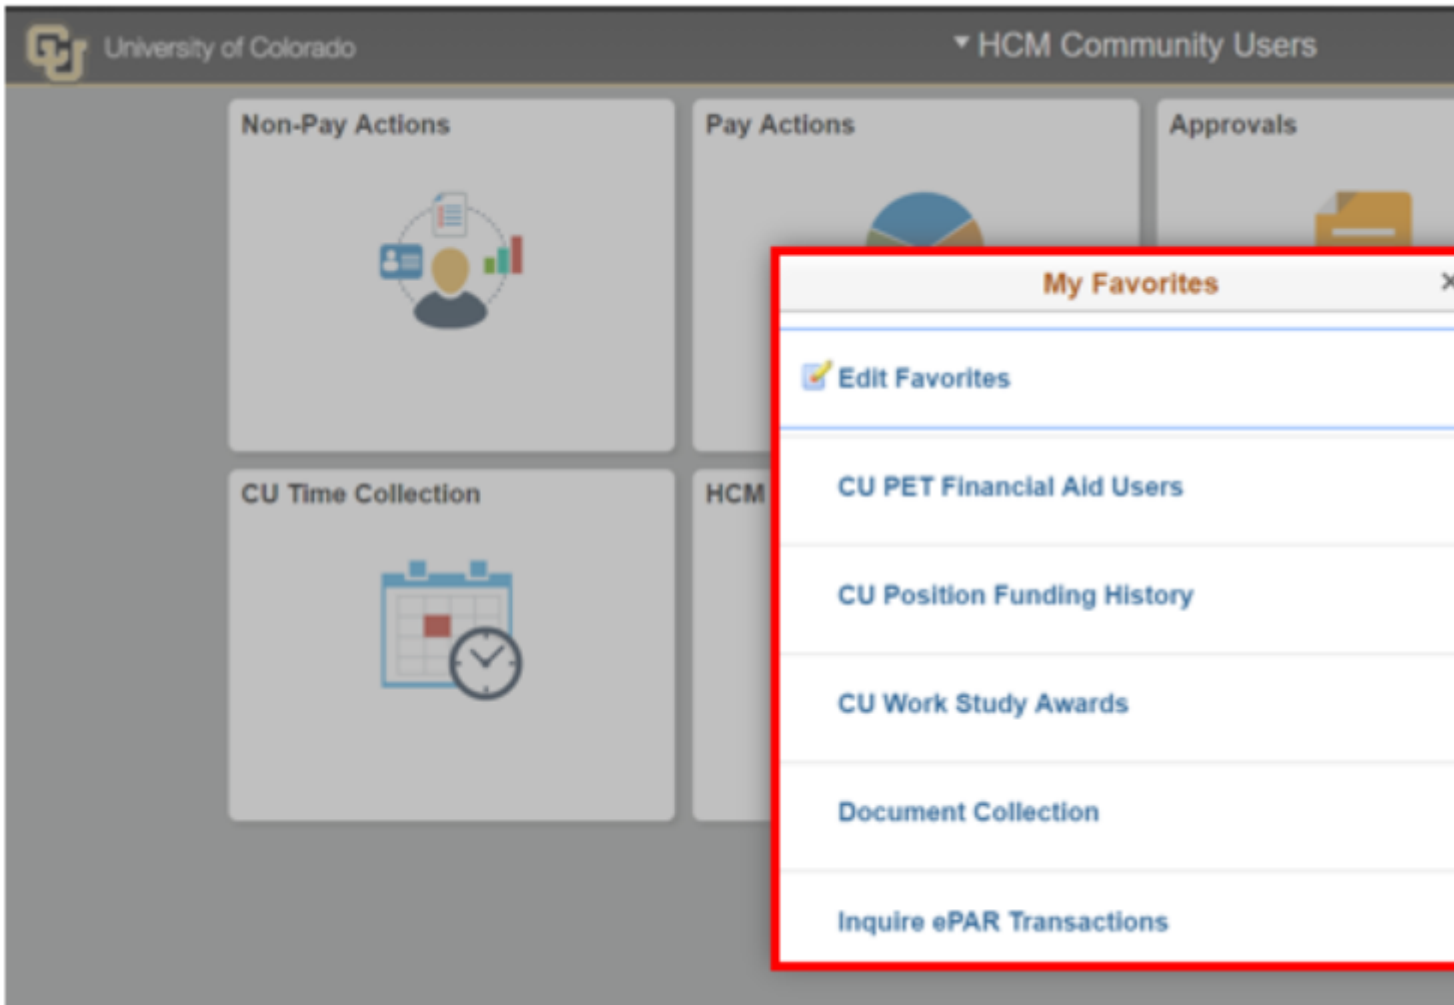 CU University of Colorado
HCM Community Users
Non-Pay Actions
Pay Actions
Approvals
My Favorites
Edit Favorites
CU PET Financial Aid Users
CU Time Collection
HCM
CU Position Funding History
CU Work Study Awards
Document Collection
Inquire ePAR Transactions